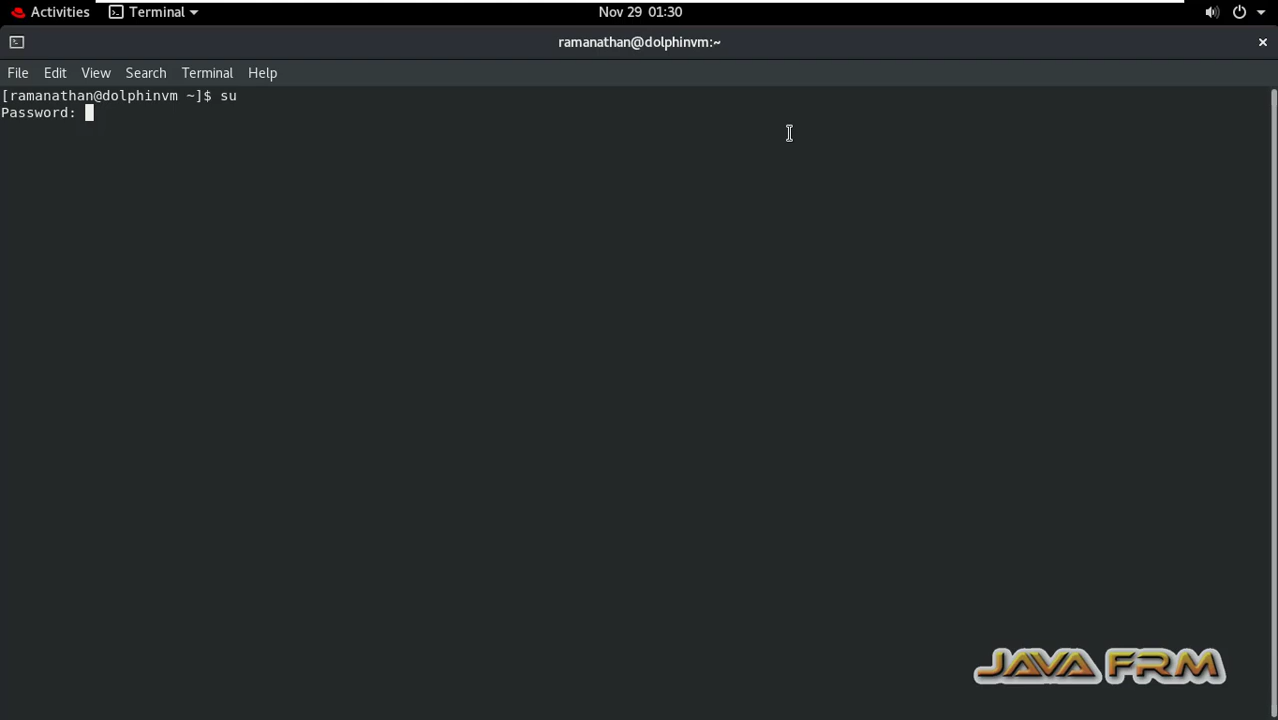 Activities Terminal Nov 29 01:30
ramanathan@dolphinvm:~
File Edit View Search Terminal Help
[ramanathan@dolphinvm ~]$ su
Password:
JAVA FRM